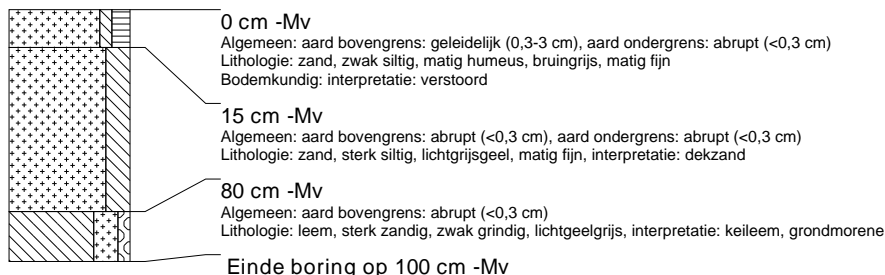 0 cm -Mv
Algemeen: aard bovengrens: geleidelijk (0,3-3 cm), aard ondergrens: abrupt (<0,3 cm)
Lithologie: zand, zwak siltig, matig humeus, bruingrijs, matig fijn
Bodemkundig: interpretatie: verstoord
15 cm -Mv
Algemeen: aard bovengrens: abrupt (<0,3 cm), aard ondergrens: abrupt (<0,3 cm)
Lithologie: zand, sterk siltig, lichtgrijsgeel, matig fijn, interpretatie: dekzand
80 cm -Mv
Algemeen: aard bovengrens: abrupt (<0,3 cm)
Lithologie: leem, sterk zandig, zwak grindig, lichtgeelgrijs, interpretatie: keileem, grondmorene
Einde boring op 100 cm -Mv